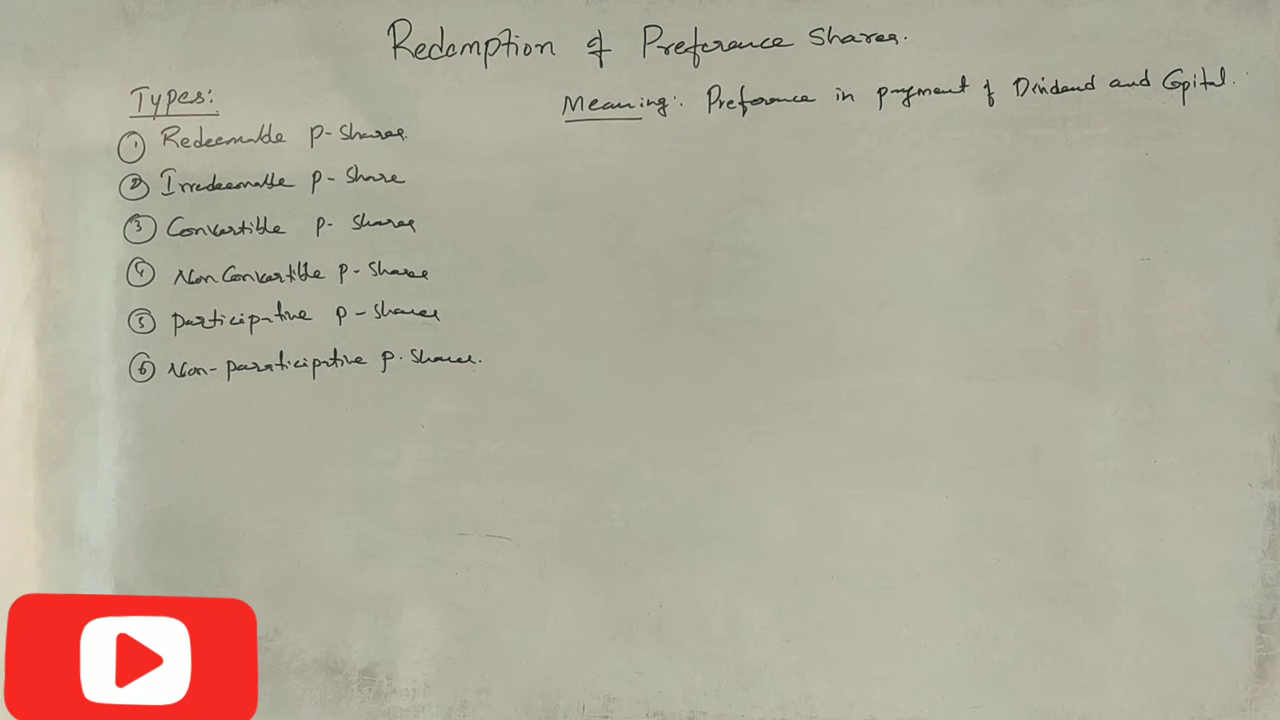 Redemption of Preference Shares.
Types:
Meaning: Preference in payment of Dividend and Capital.
① Redeemable P-Shares.
② Irredeemable P-Share
③ Convertible P- Shares
④ Non Convertible P-Shares
⑤ Participative P-Shares
⑥ Non-participative P. Shares.